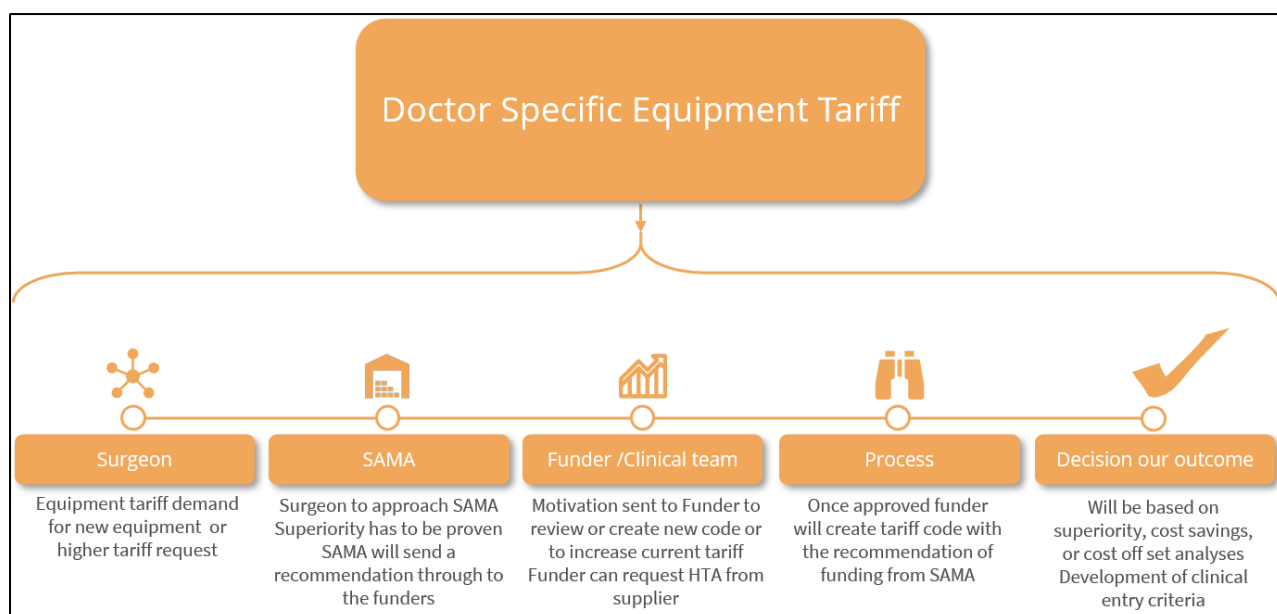 Doctor Specific Equipment Tariff
Surgeon
Equipment tariff demand
for new equipment or
higher tariff request
SAMA
Surgeon to approach SAMA
Superiority has to be proven
SAMA will send a
recommendation through to
the funders
Funder /Clinical team
Motivation sent to Funder to
review or create new code or
to increase current tariff
Funder can request HTA from
supplier
Process
Once approved funder
will create tariff code with
the recommendation of
funding from SAMA
Decision our outcome
Will be based on
superiority, cost savings,
or cost off set analyses
Development of clinical
entry criteria